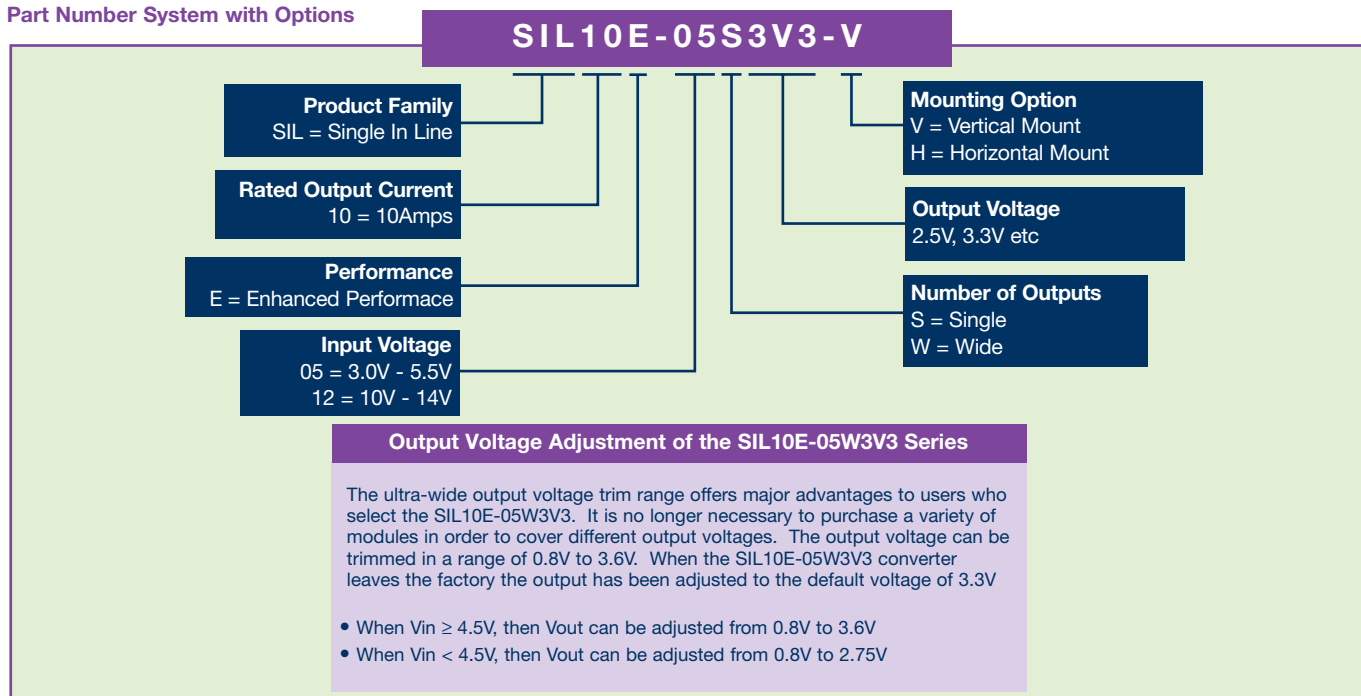 Part Number System with Options
SIL10E-05S3V3-V
Product Family
SIL = Single In Line
Rated Output Current
10 = 10Amps
Performance
E = Enhanced Performace
Input Voltage
05 = 3.0V - 5.5V
12 = 10V - 14V
Mounting Option
V = Vertical Mount
H = Horizontal Mount
Output Voltage
2.5V, 3.3V etc
Number of Outputs
S = Single
W = Wide
Output Voltage Adjustment of the SIL10E-05W3V3 Series
The ultra-wide output voltage trim range offers major advantages to users who
select the SIL10E-05W3V3.  It is no longer necessary to purchase a variety of
modules in order to cover different output voltages.  The output voltage can be
trimmed in a range of 0.8V to 3.6V.  When the SIL10E-05W3V3 converter
leaves the factory the output has been adjusted to the default voltage of 3.3V
• When Vin ≥ 4.5V, then Vout can be adjusted from 0.8V to 3.6V
• When Vin < 4.5V, then Vout can be adjusted from 0.8V to 2.75V